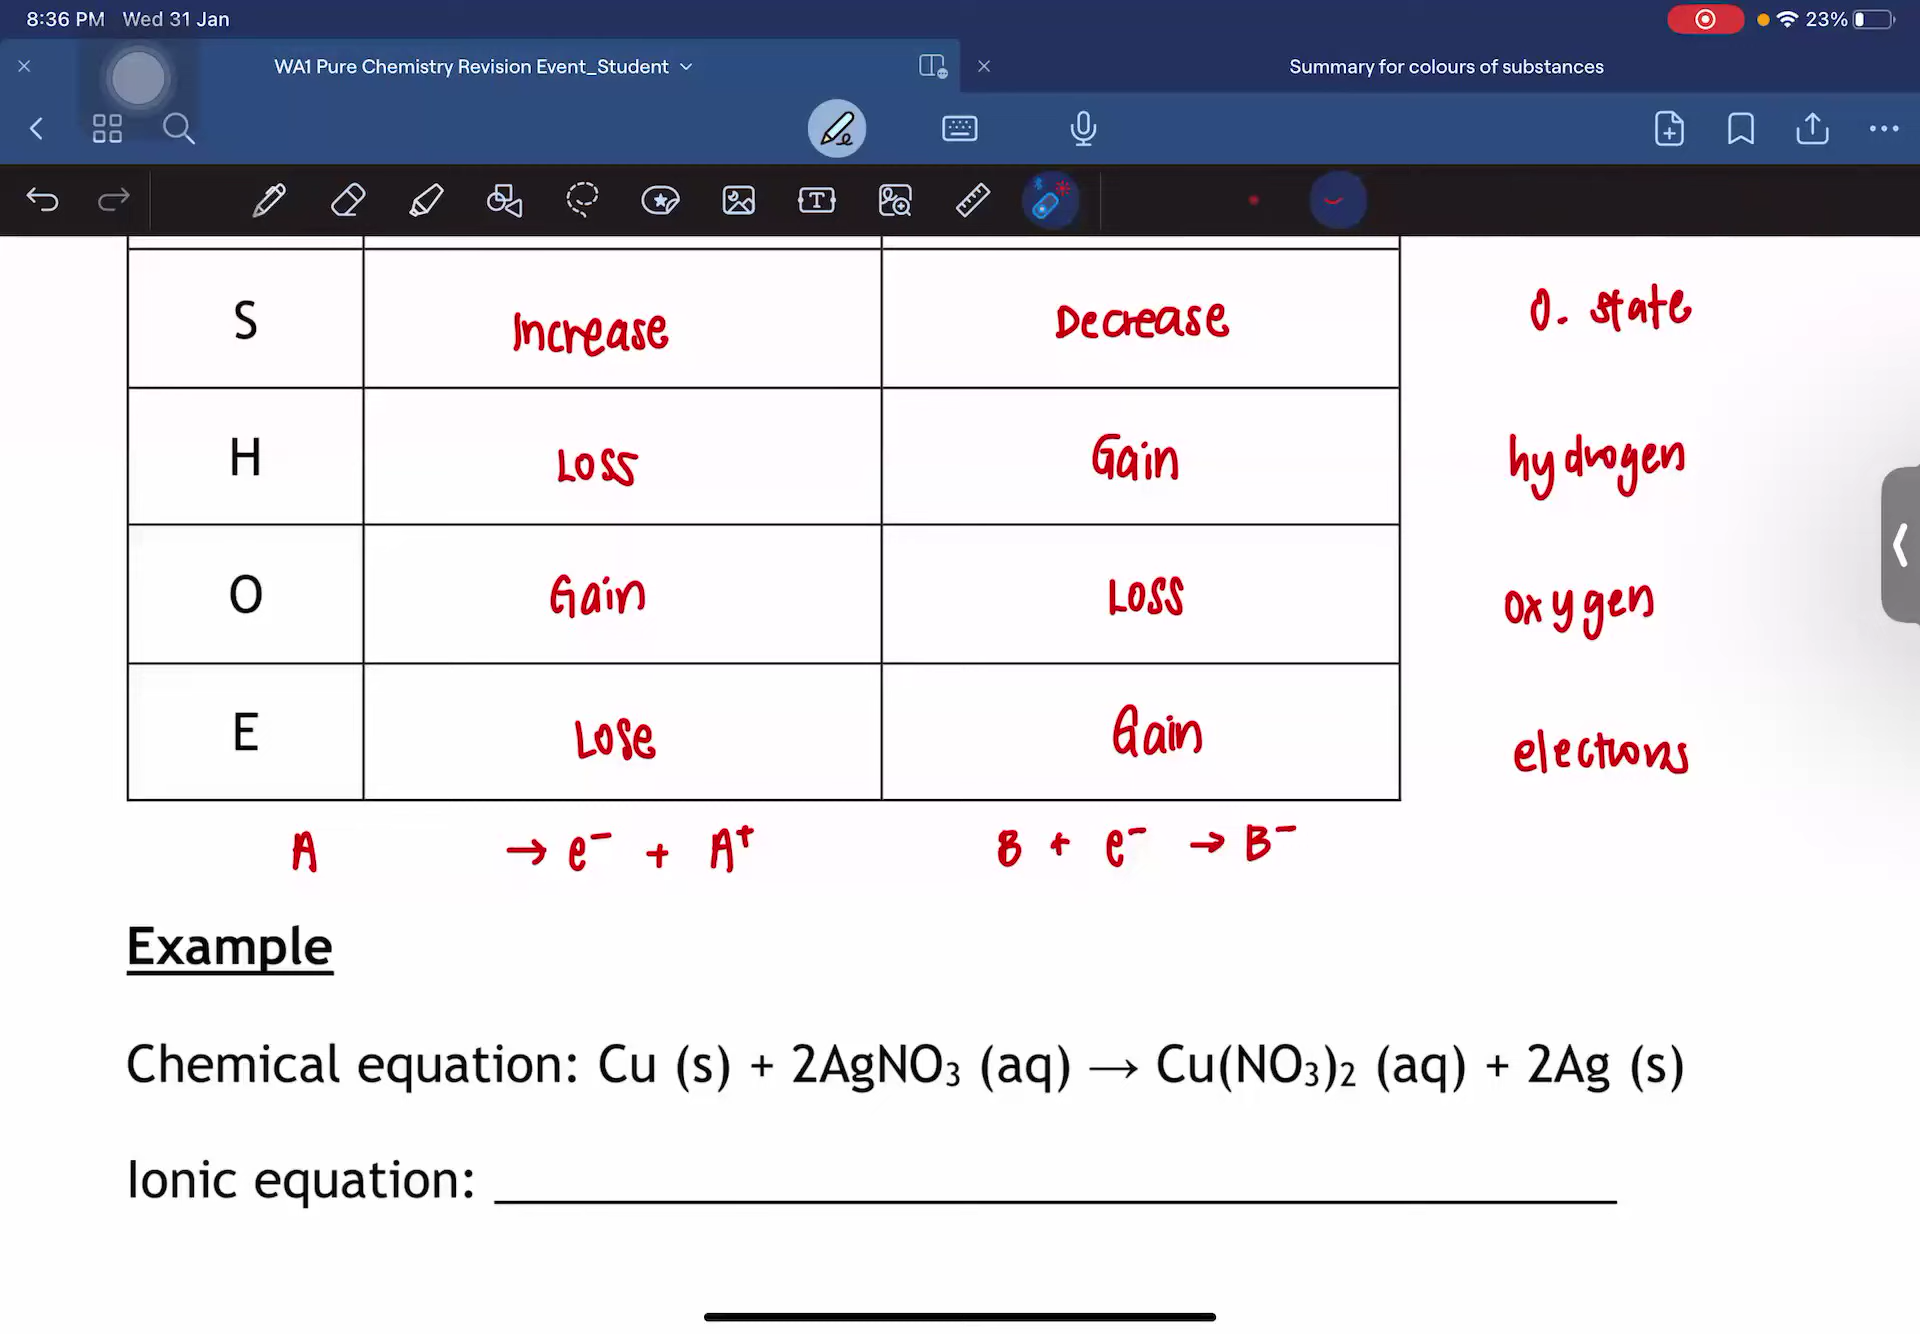 8:36 PM Wed 31 Jan 23%
WA1 Pure Chemistry Revision Event_Student
Summary for colours of substances
S Increase Decrease O. state
H Loss Gain hydrogen
O Gain Loss oxygen
E Lose Gain electrons
A → e⁻ + A⁺ B + e⁻ → B⁻
Example
Chemical equation: Cu (s) + 2AgNO₃ (aq) → Cu(NO₃)₂ (aq) + 2Ag (s)
Ionic equation: